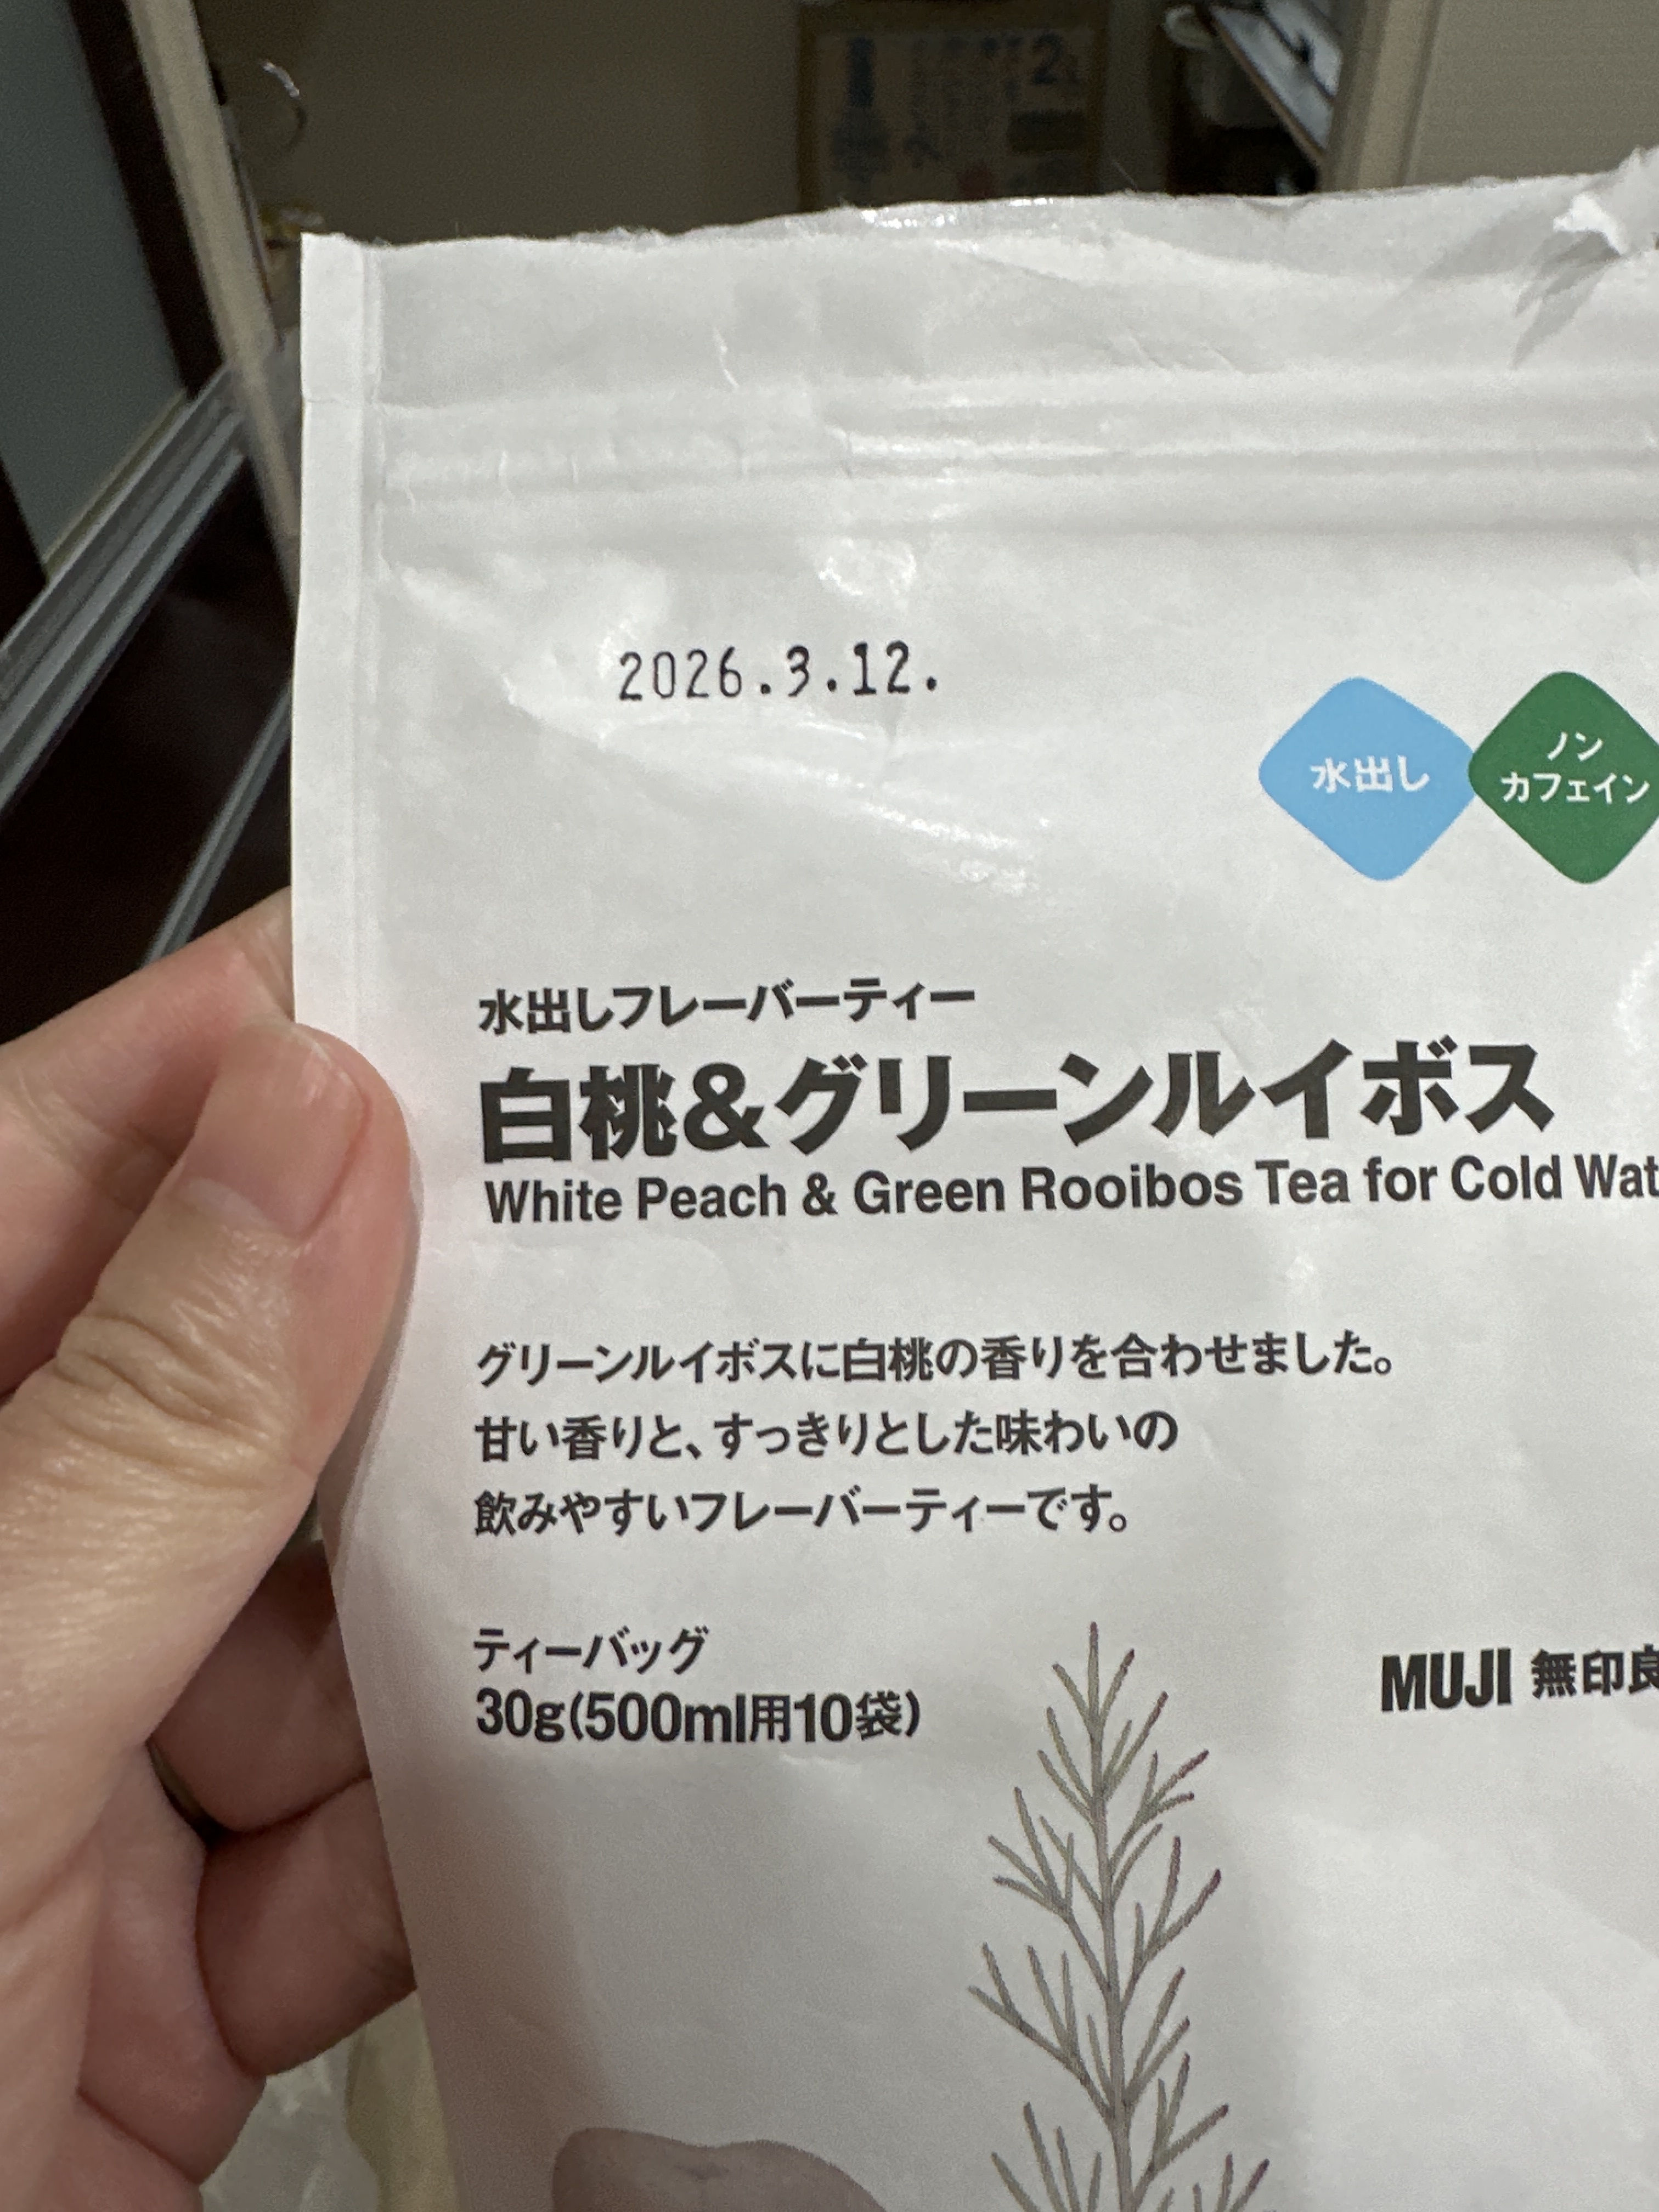 2026.3.12.
水出し
ノン
カフェイン
水出しフレーバーティー
白桃&グリーンルイボス
White Peach & Green Rooibos Tea for Cold Wat
グリーンルイボスに白桃の香りを合わせました。
甘い香りと、すっきりとした味わいの
飲みやすいフレーバーティーです。
ティーバッグ
30g(500ml用10袋)
MUJI 無印良